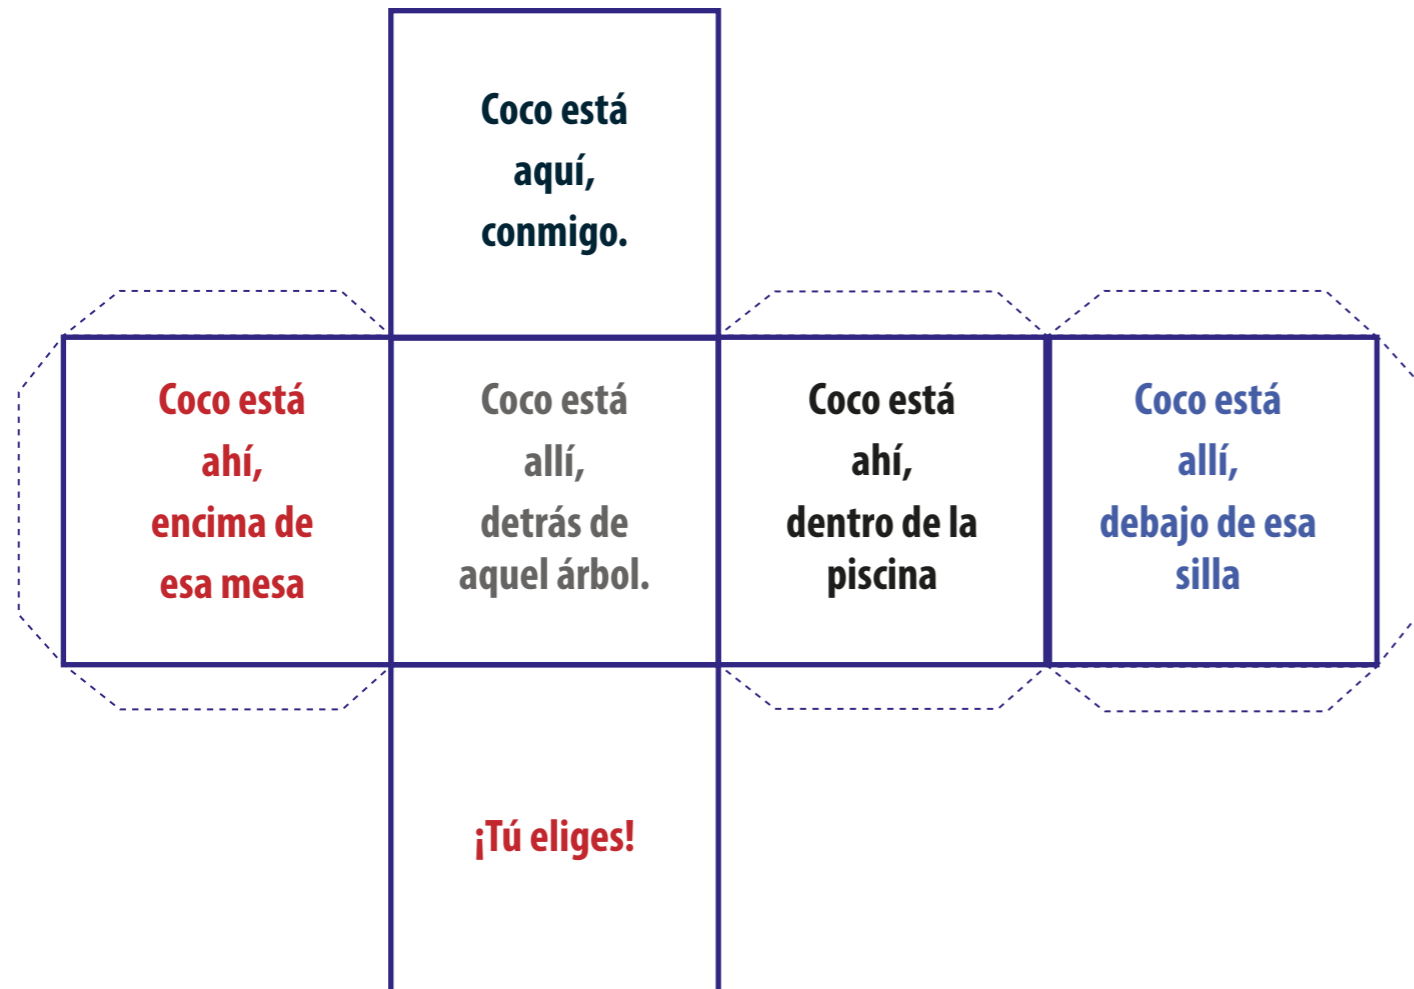 Coco está
aquí,
conmigo.
Coco está
ahí,
encima de
esa mesa
Coco está
allí,
detrás de
aquel árbol.
Coco está
ahí,
dentro de la
piscina
Coco está
allí,
debajo de esa
silla
¡Tú eliges!